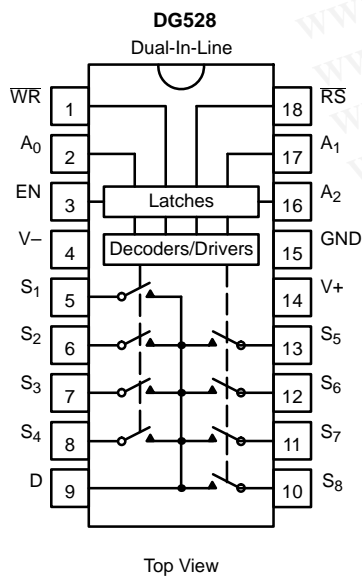 DG528
Dual-In-Line
WR 1 18 RS
A0 2 17 A1
EN 3 Latches 16 A2
V– 4 Decoders/Drivers 15 GND
S1 5 14 V+
S2 6 13 S5
S3 7 12 S6
S4 8 11 S7
D 9 10 S8
Top View